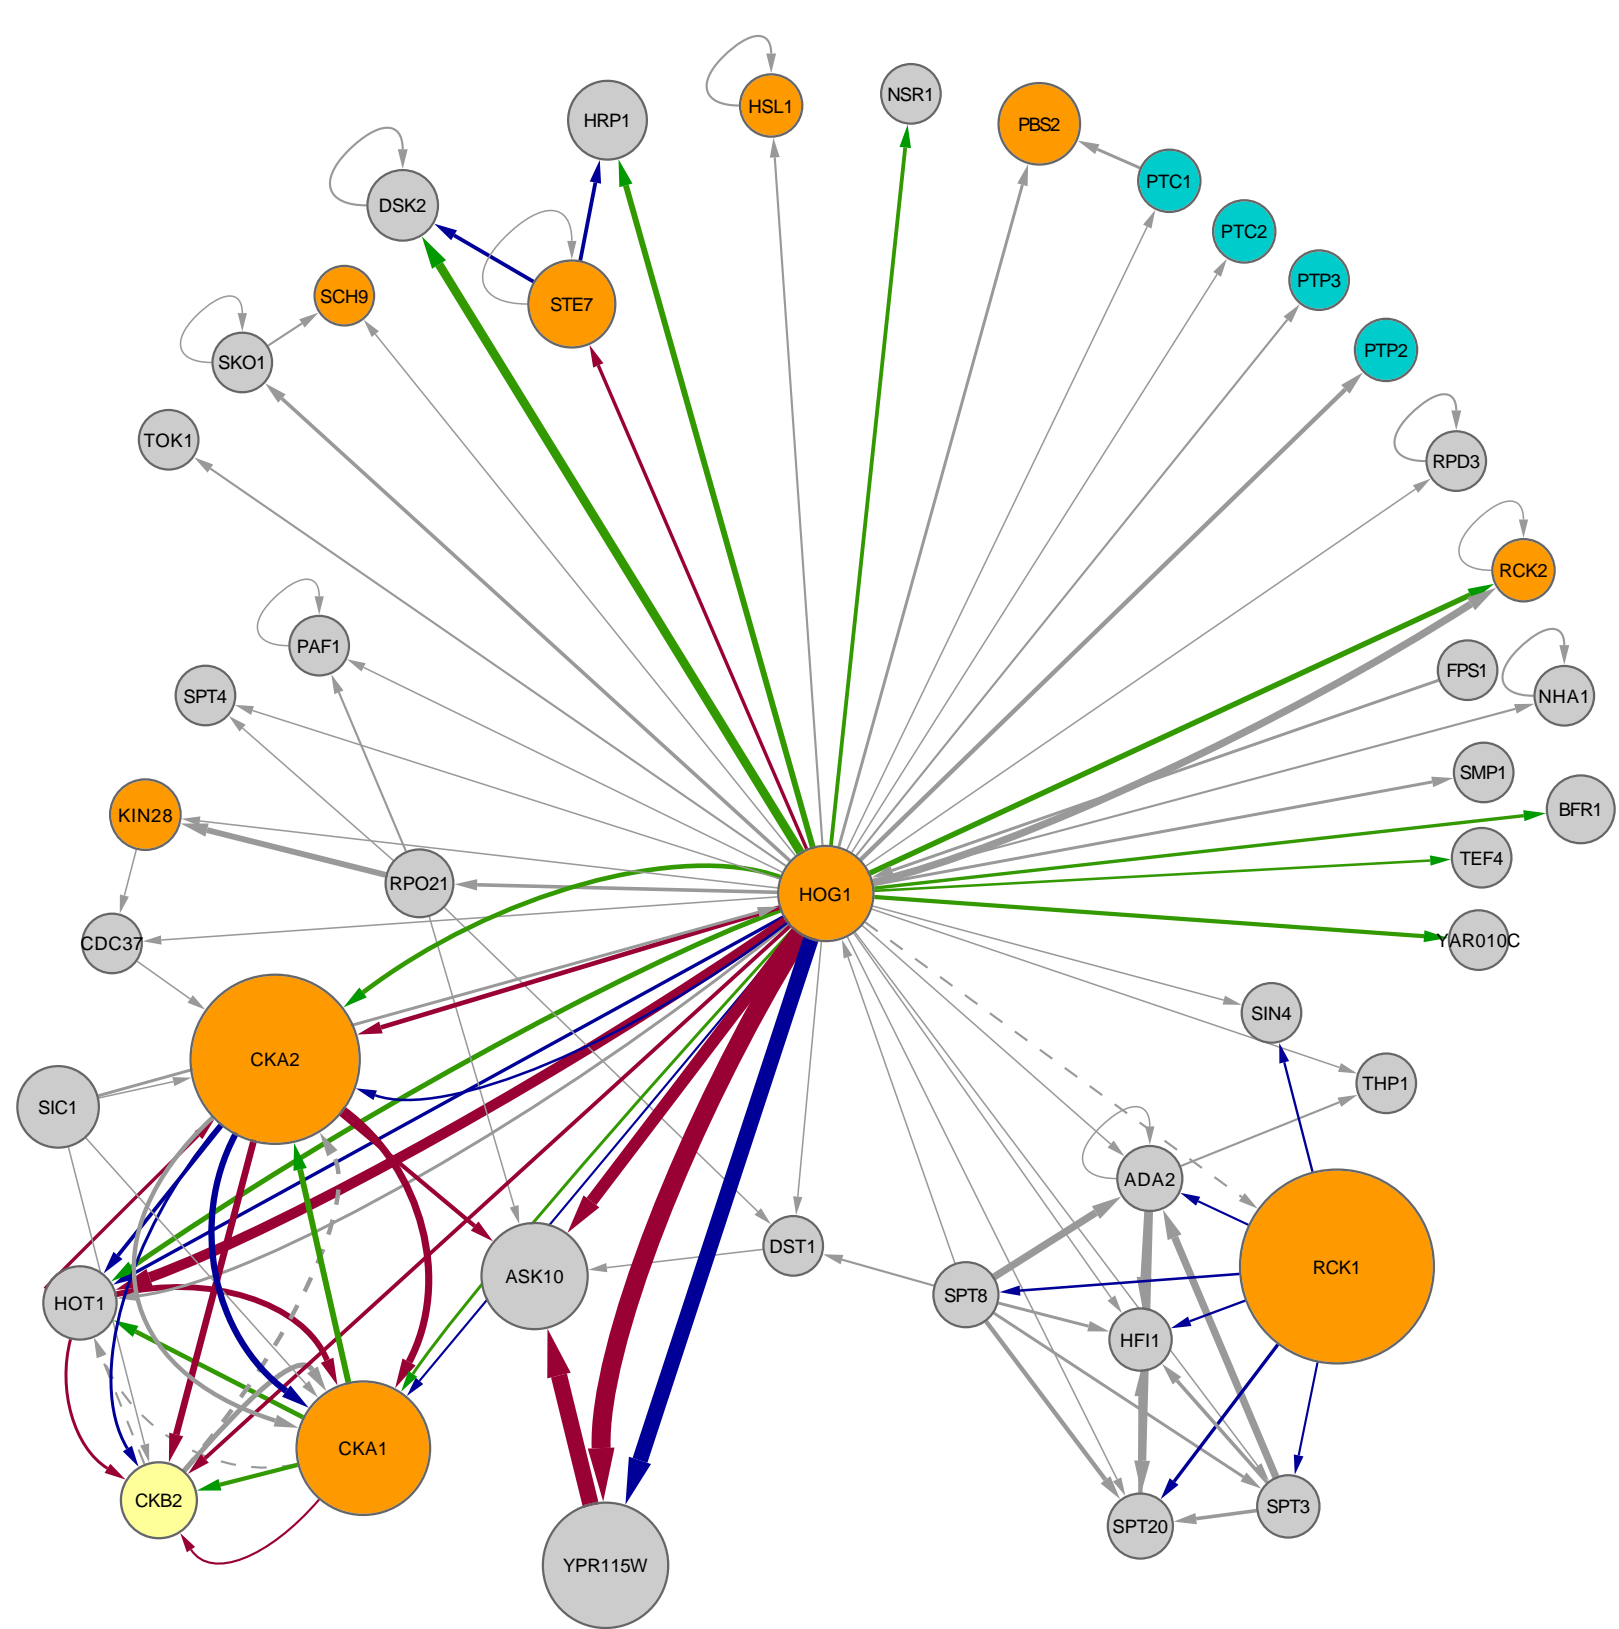 HSL1
NSR1
HRP1
PBS2
PTC1
DSK2
PTC2
PTP3
SCH9
STE7
PTP2
SKO1
TOK1
RPD3
RCK2
PAF1
FPS1
SPT4
NHA1
SMP1
BFR1
KIN28
TEF4
RPO21
HOG1
CDC37
YAR010C
SIN4
CKA2
THP1
SIC1
ADA2
DST1
RCK1
ASK10
SPT8
HOT1
HFI1
CKA1
CKB2
SPT3
SPT20
YPR115W